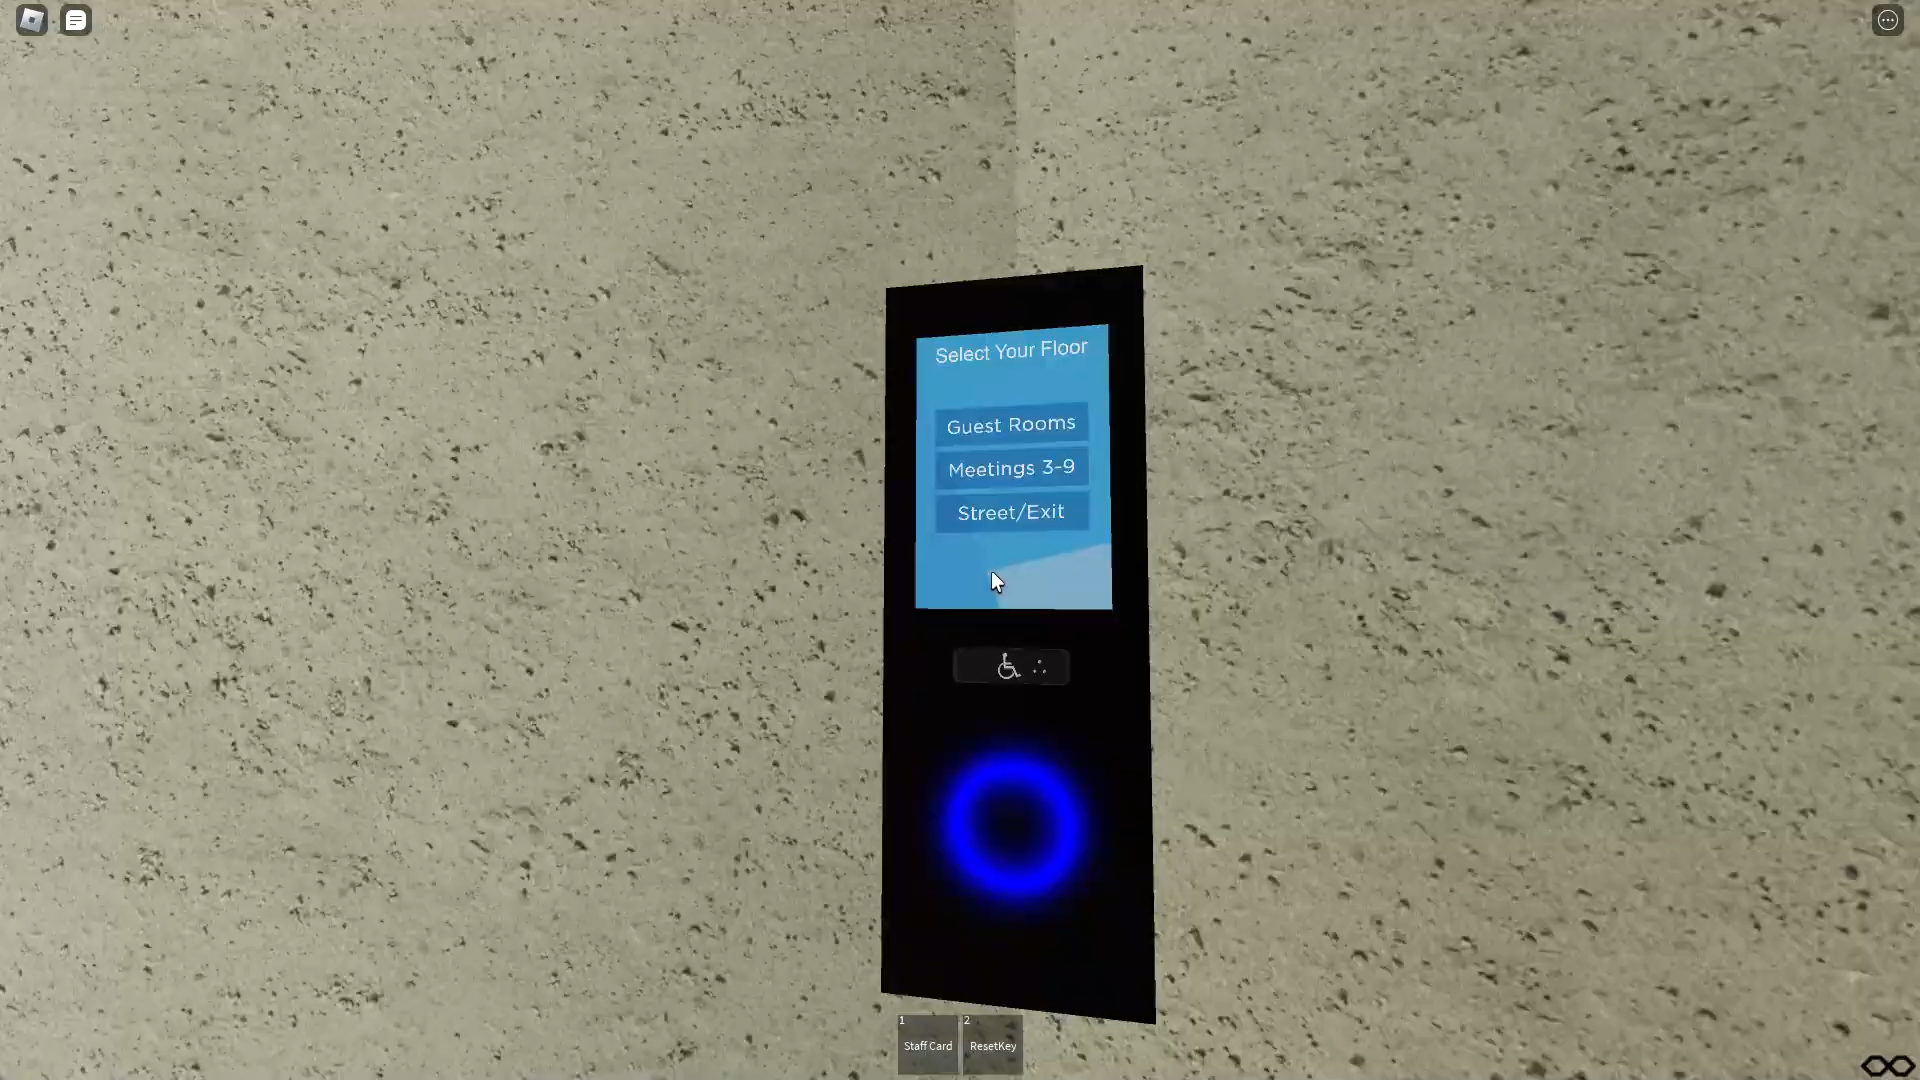 Select Your Floor
Guest Rooms
Meetings 3-9
Street/Exit
1
Staff Card
2
ResetKey